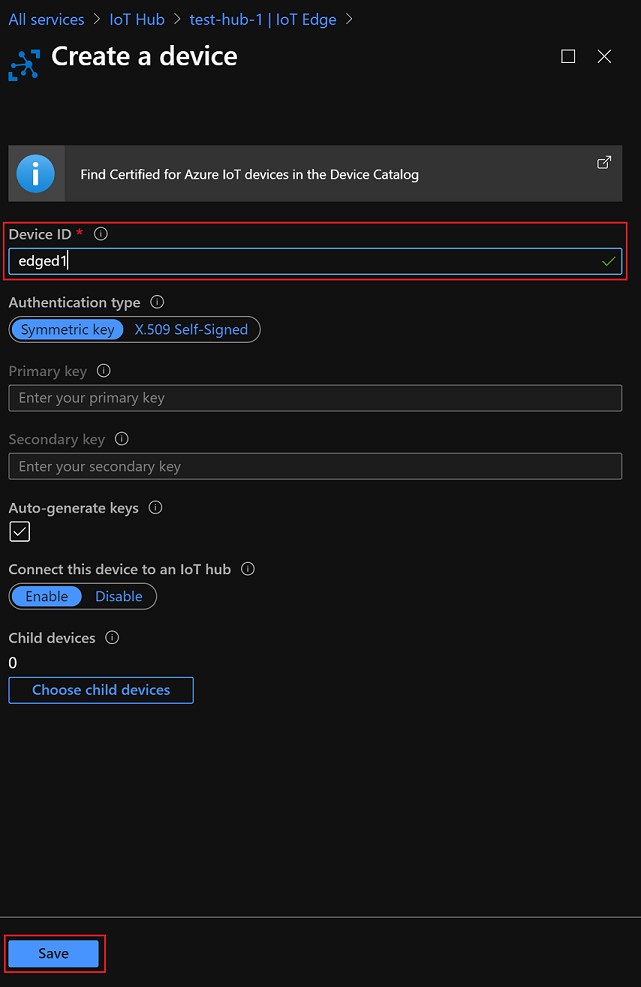 All services > IoT Hub > test-hub-1 | IoT Edge >
Create a device
Find Certified for Azure IoT devices in the Device Catalog
Device ID *
edged1
Authentication type
Symmetric key X.509 Self-Signed
Primary key
Enter your primary key
Secondary key
Enter your secondary key
Auto-generate keys
Connect this device to an IoT hub
Enable Disable
Child devices
0
Choose child devices
Save